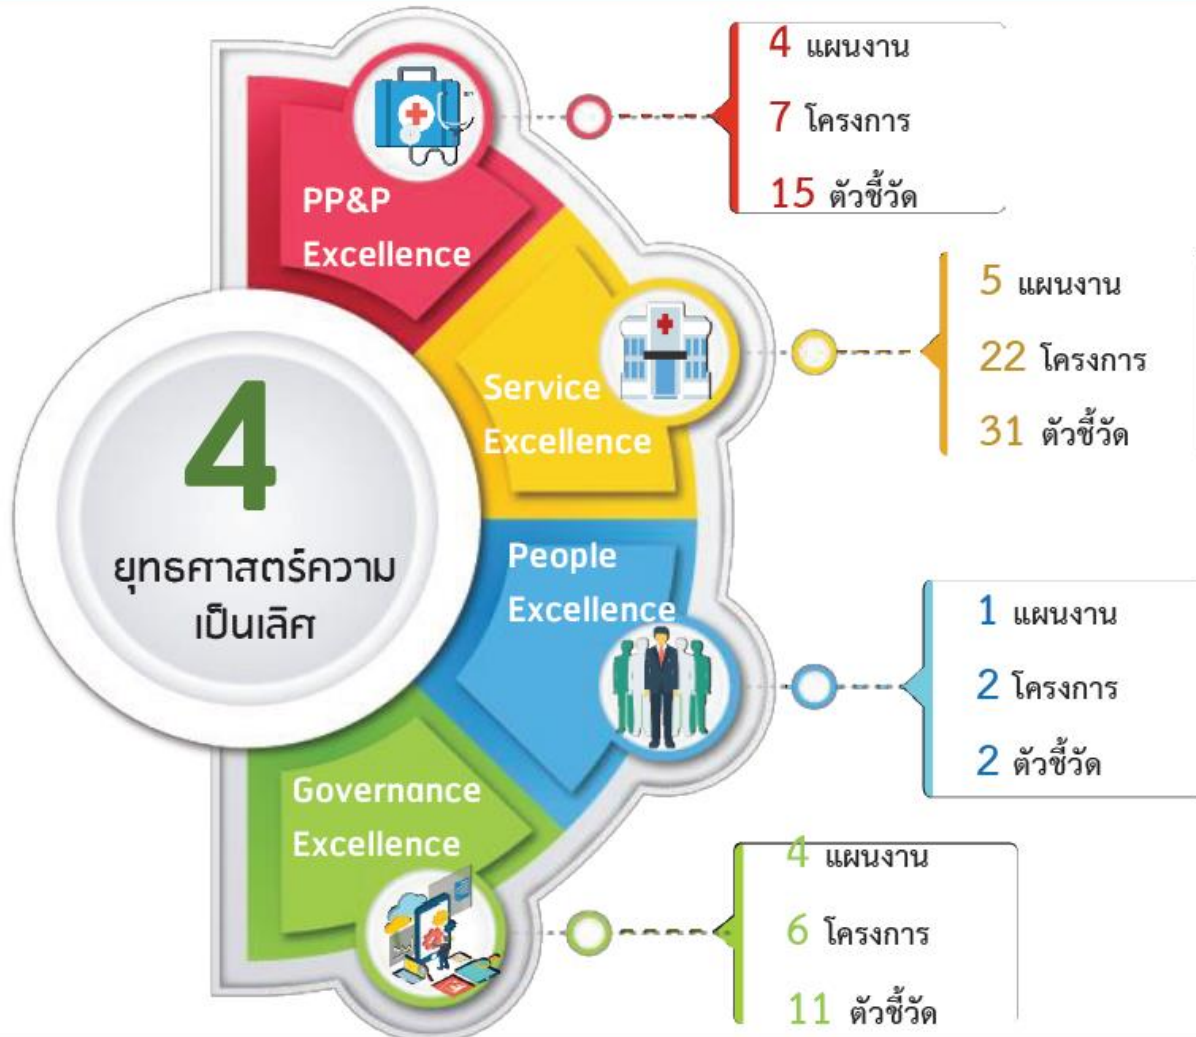 4
ยุทธศาสตร์ความ
เป็นเลิศ
PP&P
Excellence
4 แผนงาน
7 โครงการ
15 ตัวชี้วัด
Service
Excellence
5 แผนงาน
22 โครงการ
31 ตัวชี้วัด
People
Excellence
1 แผนงาน
2 โครงการ
2 ตัวชี้วัด
Governance
Excellence
4 แผนงาน
6 โครงการ
11 ตัวชี้วัด